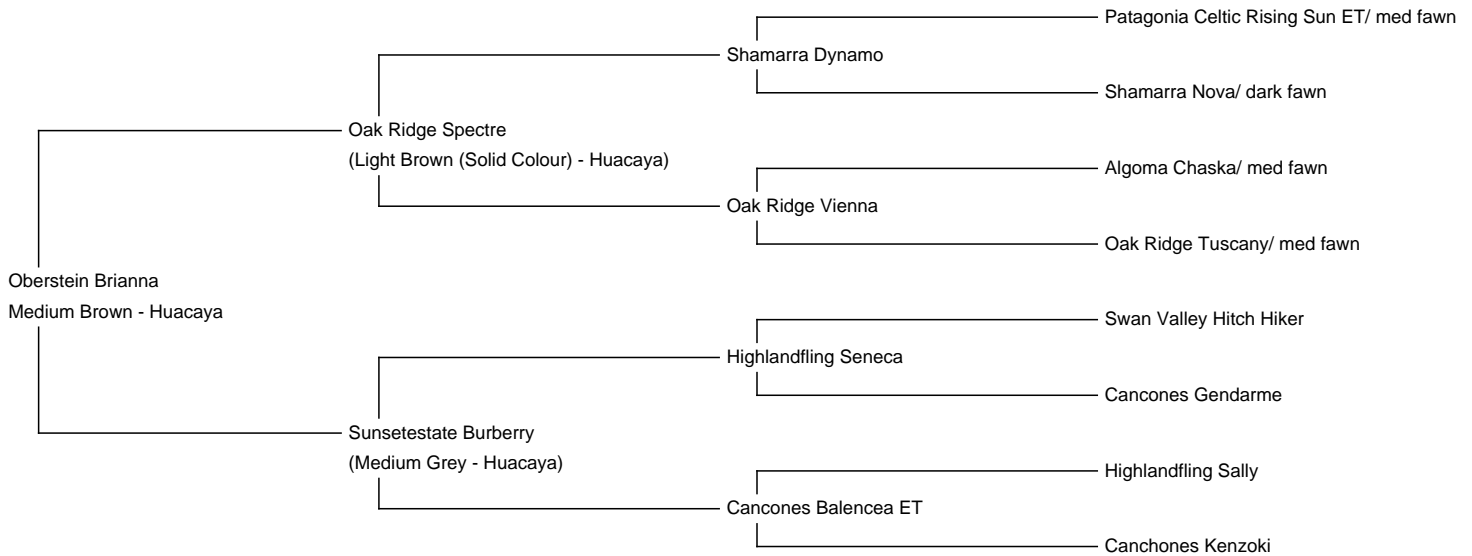 Patagonia Celtic Rising Sun ET/ med fawn
Shamarra Dynamo
Shamarra Nova/ dark fawn
Oak Ridge Spectre
(Light Brown (Solid Colour) - Huacaya)
Algoma Chaska/ med fawn
Oak Ridge Vienna
Oak Ridge Tuscany/ med fawn
Oberstein Brianna
Medium Brown - Huacaya
Swan Valley Hitch Hiker
Highlandfling Seneca
Cancones Gendarme
Sunsetestate Burberry
(Medium Grey - Huacaya)
Highlandfling Sally
Cancones Balencea ET
Canchones Kenzoki